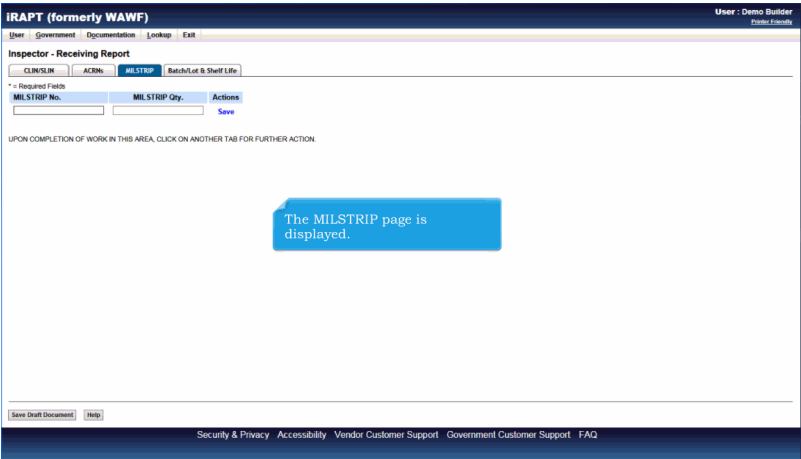 iRAPT (formerly WAWF)
User : Demo Builder
Printer Friendly
User Government Documentation Lookup Exit
Inspector - Receiving Report
CLIN/SLIN ACRNs MILSTRIP Batch/Lot & Shelf Life
* = Required Fields
MILSTRIP No. MILSTRIP Qty. Actions
Save
UPON COMPLETION OF WORK IN THIS AREA, CLICK ON ANOTHER TAB FOR FURTHER ACTION.
The MILSTRIP page is
displayed.
Save Draft Document Help
Security & Privacy Accessibility Vendor Customer Support Government Customer Support FAQ